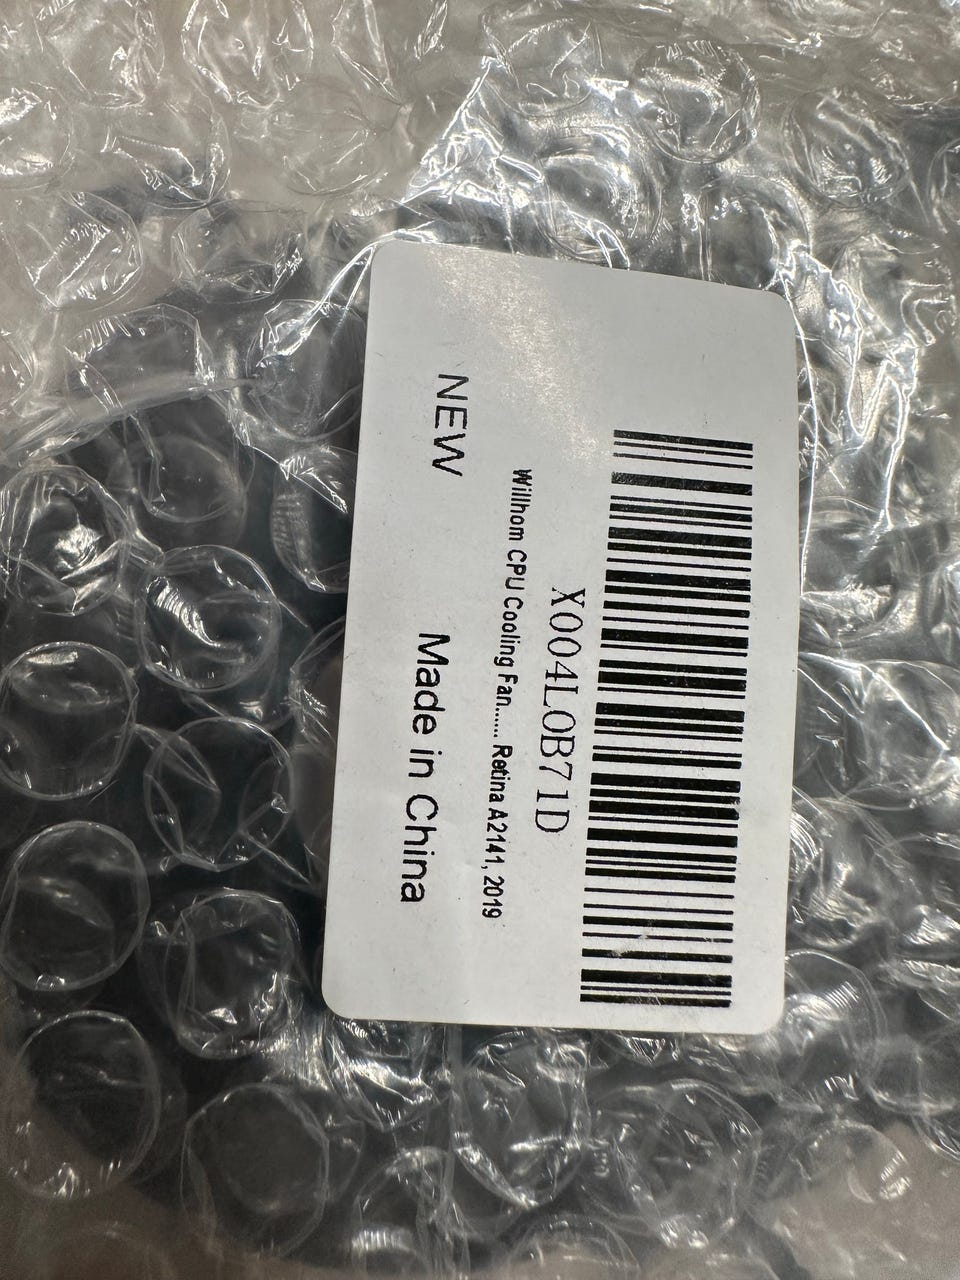 X004L0B71D
Willhom CPU Cooling Fan...... Retina A2141, 2019
NEW
Made in China